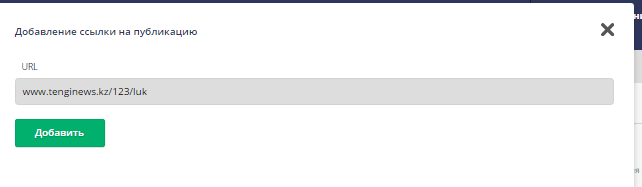 Добавление ссылки на публикацию
URL
www.tenginews.kz/123/luk
Добавить